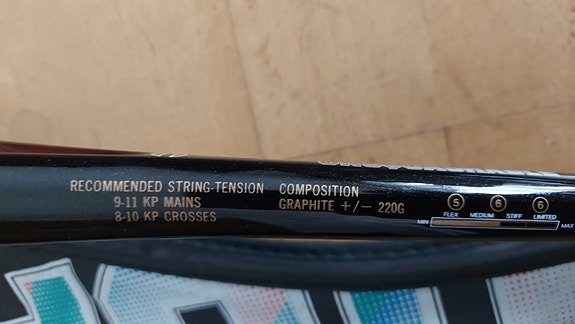 RECOMMENDED STRING-TENSION
9-11 KP MAINS
8-10 KP CROSSES
COMPOSITION
GRAPHITE +/- 220G
5 6 6
FLEX MEDIUM STIFF LIMITED
MIN MAX